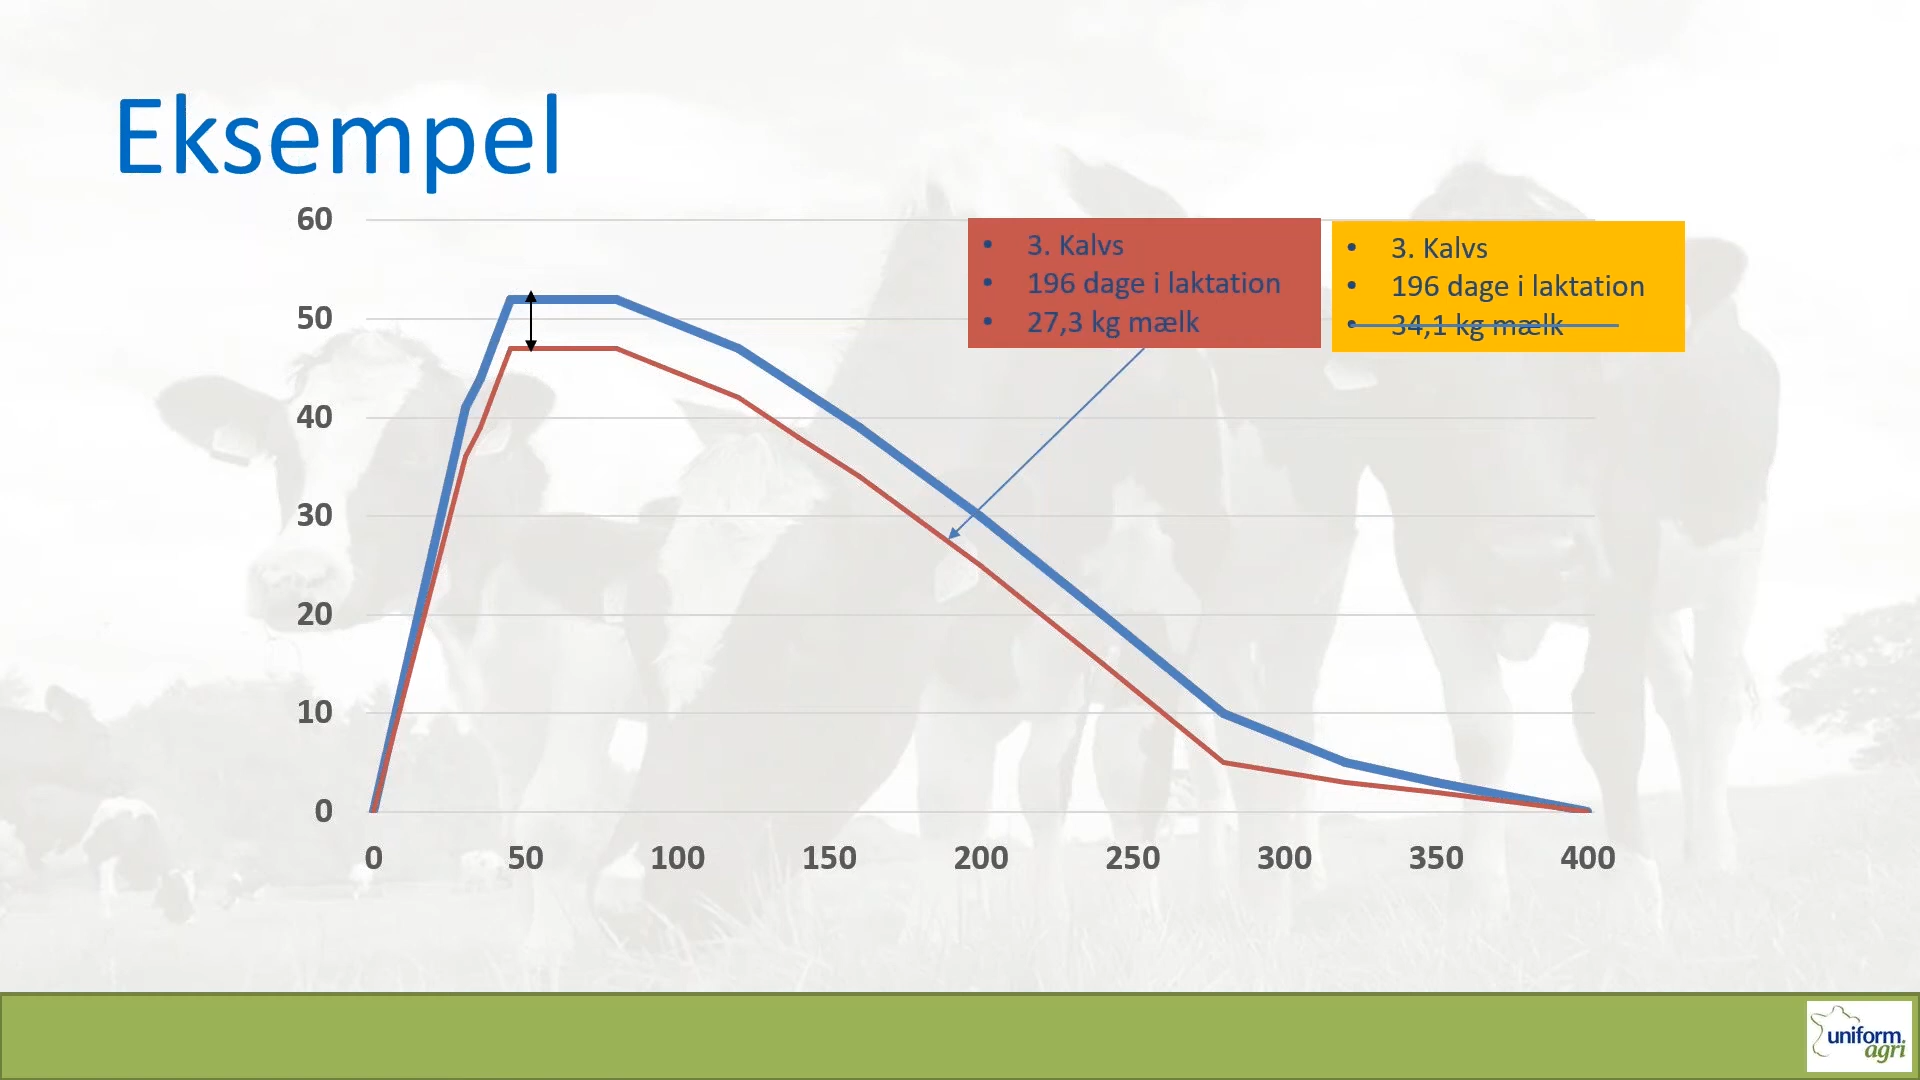 Eksempel
60
50
40
30
20
10
0
• 3. Kalvs
• 196 dage i laktation
• 27,3 kg mælk
• 3. Kalvs
• 196 dage i laktation
• 34,1 kg mælk
0 50 100 150 200 250 300 350 400
uniform
agri